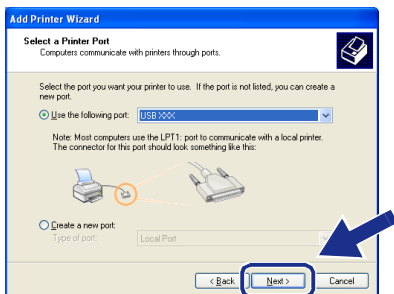 Add Printer Wizard
Select a Printer Port
Computers communicate with printers through ports.
Select the port you want your printer to use. If the port is not listed, you can create a
new port.
Use the following port: USB XXX
Note: Most computers use the LPT1: port to communicate with a local printer.
The connector for this port should look something like this:
Create a new port:
Type of port: Local Port
< Back Next > Cancel